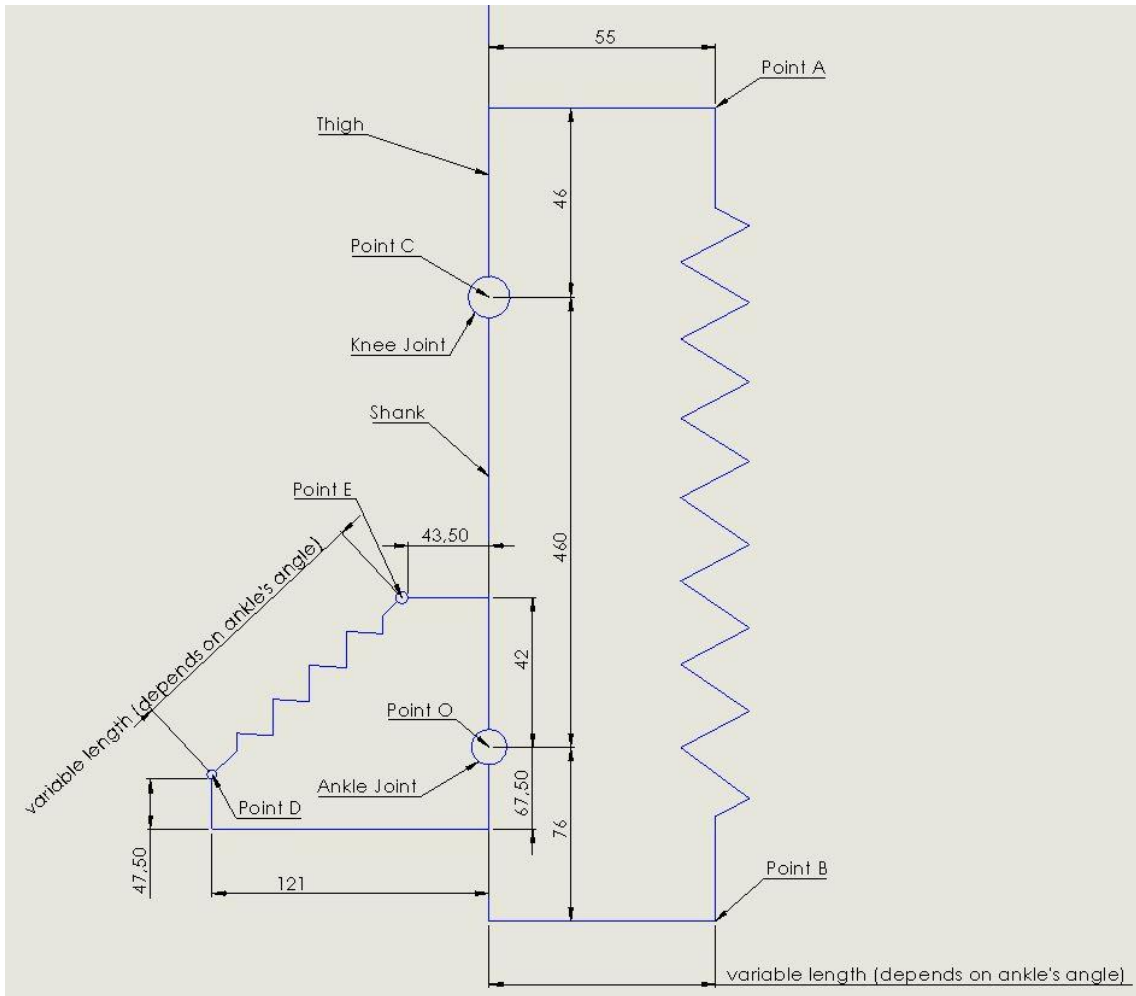 55
Point A
Thigh
46
Point C
Knee Joint
Shank
Point E
43,50
460
variable length (depends on ankle's angle)
42
Point O
Ankle Joint
67,50
Point D
47,50
76
121
Point B
variable length (depends on ankle's angle)